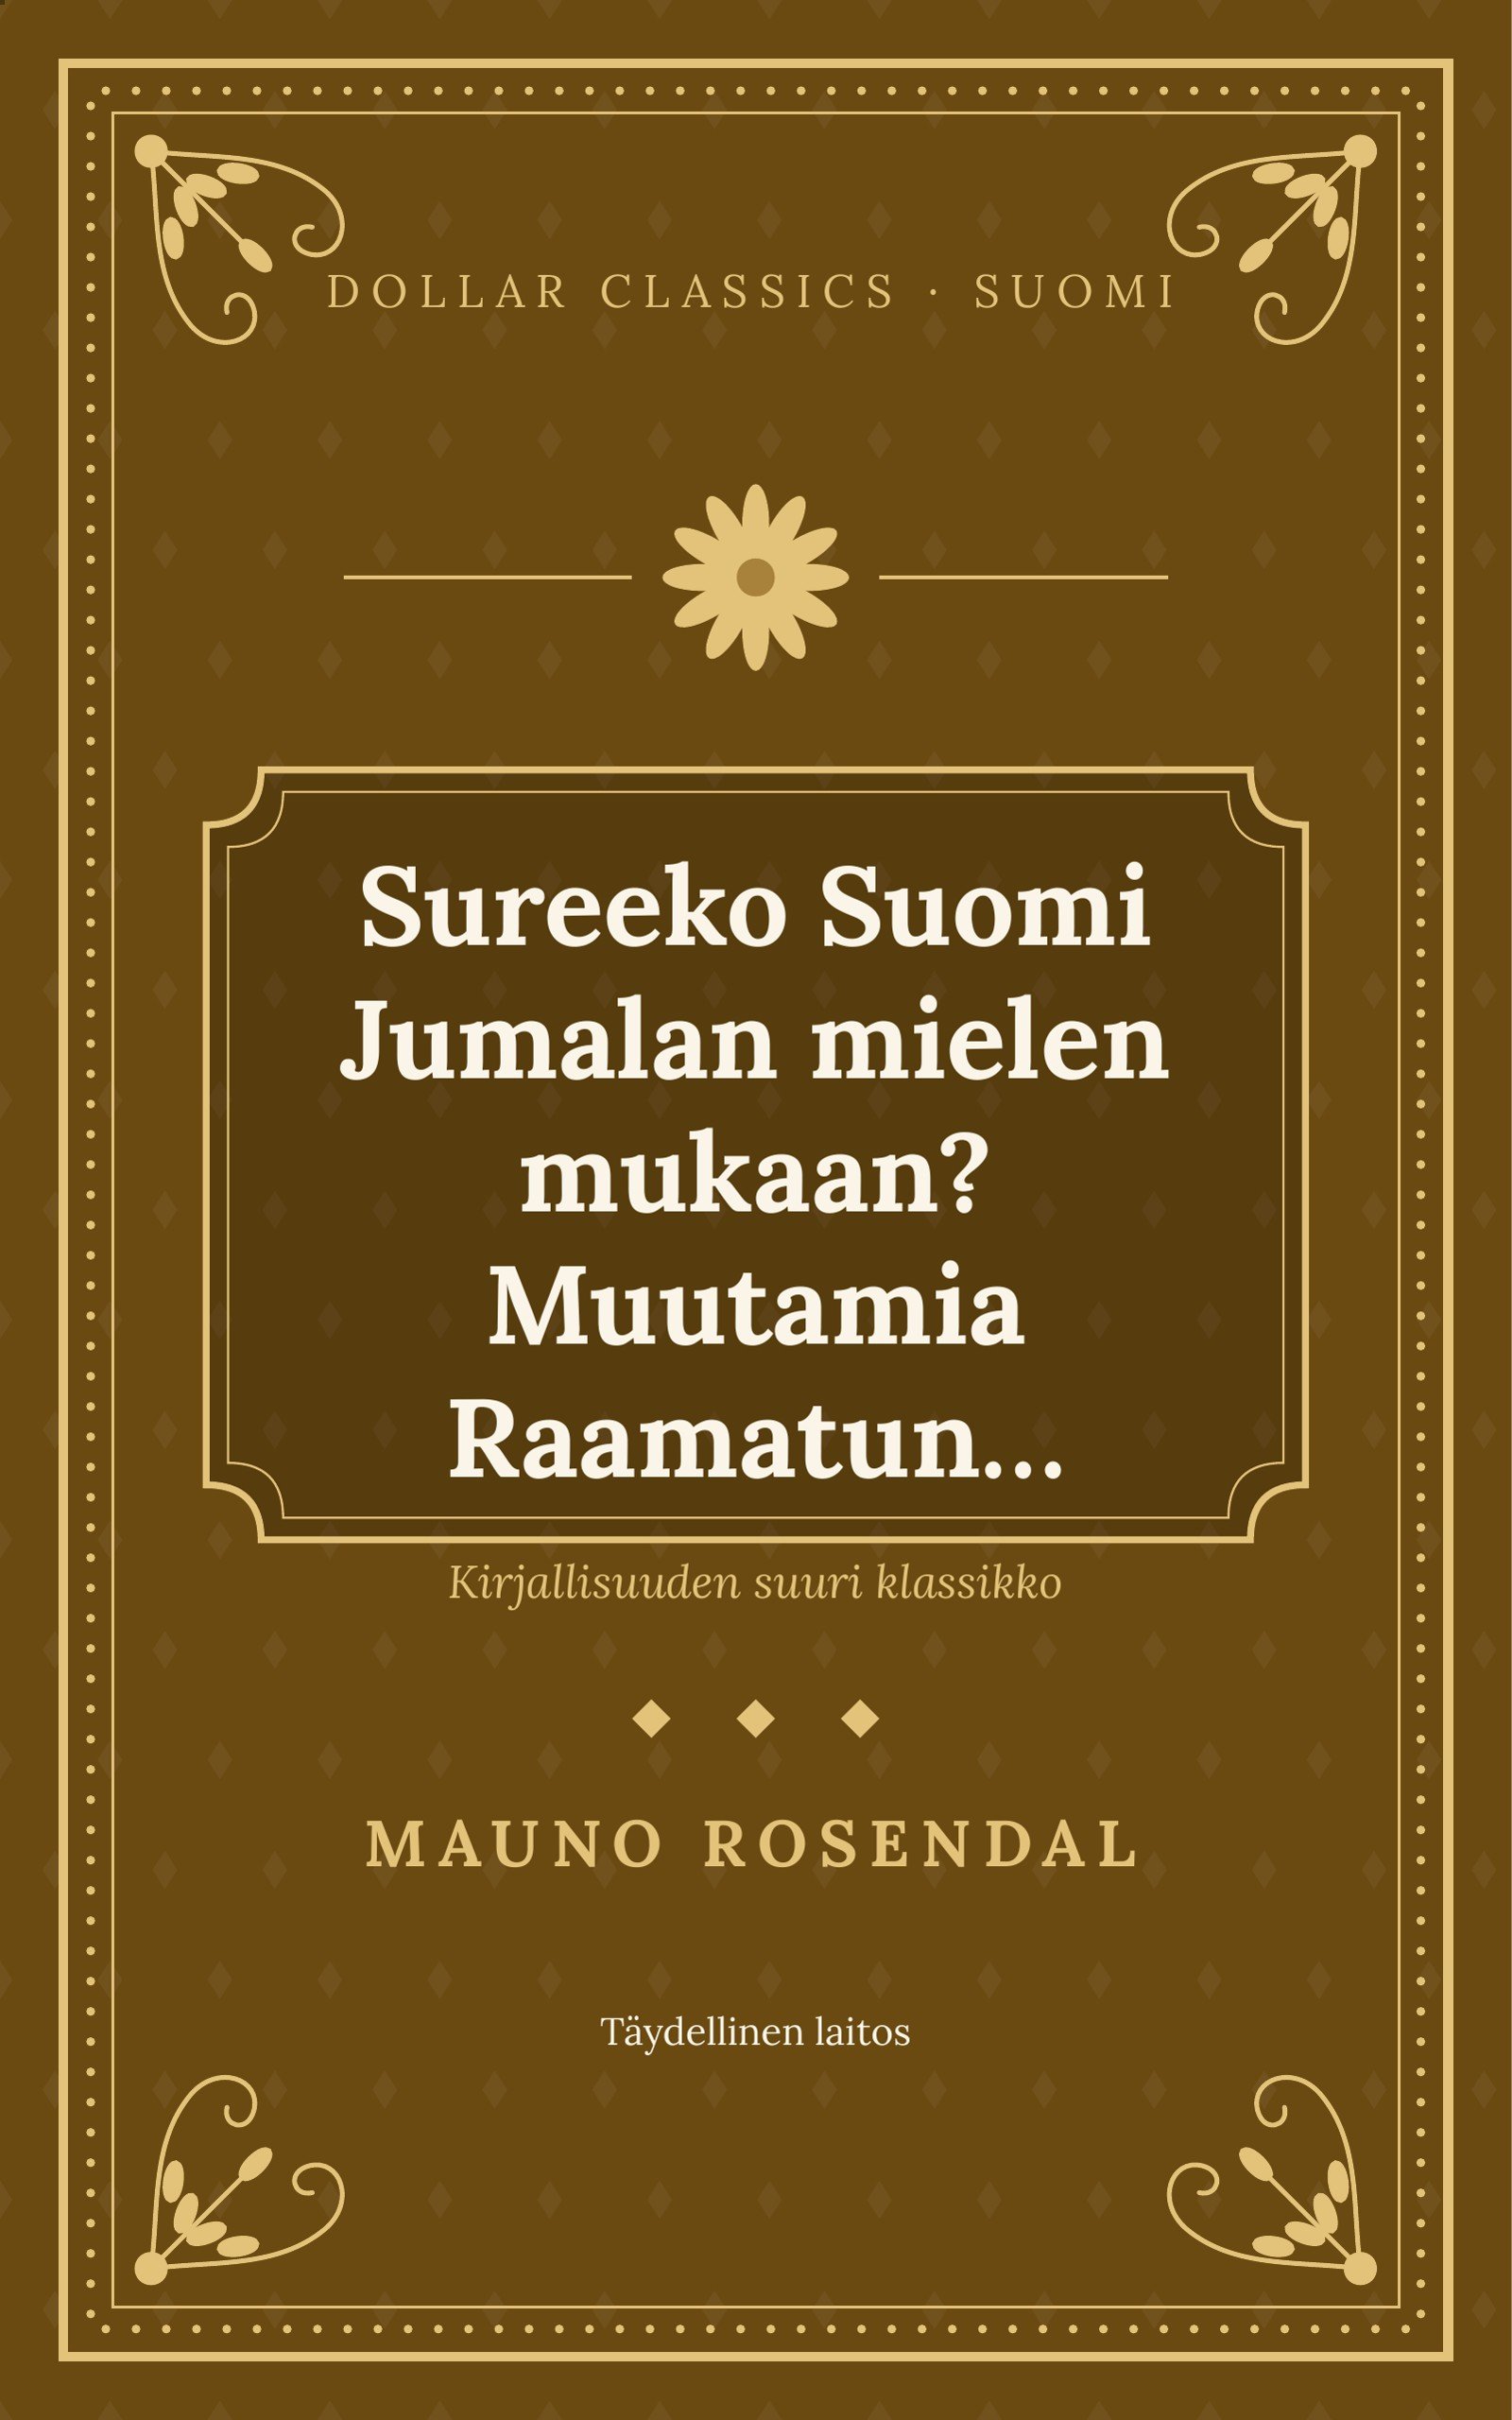 DOLLAR CLASSICS · SUOMI
Sureeko Suomi
Jumalan mielen
mukaan?
Muutamia
Raamatun...
Kirjallisuuden suuri klassikko
MAUNO ROSENDAL
Täydellinen laitos